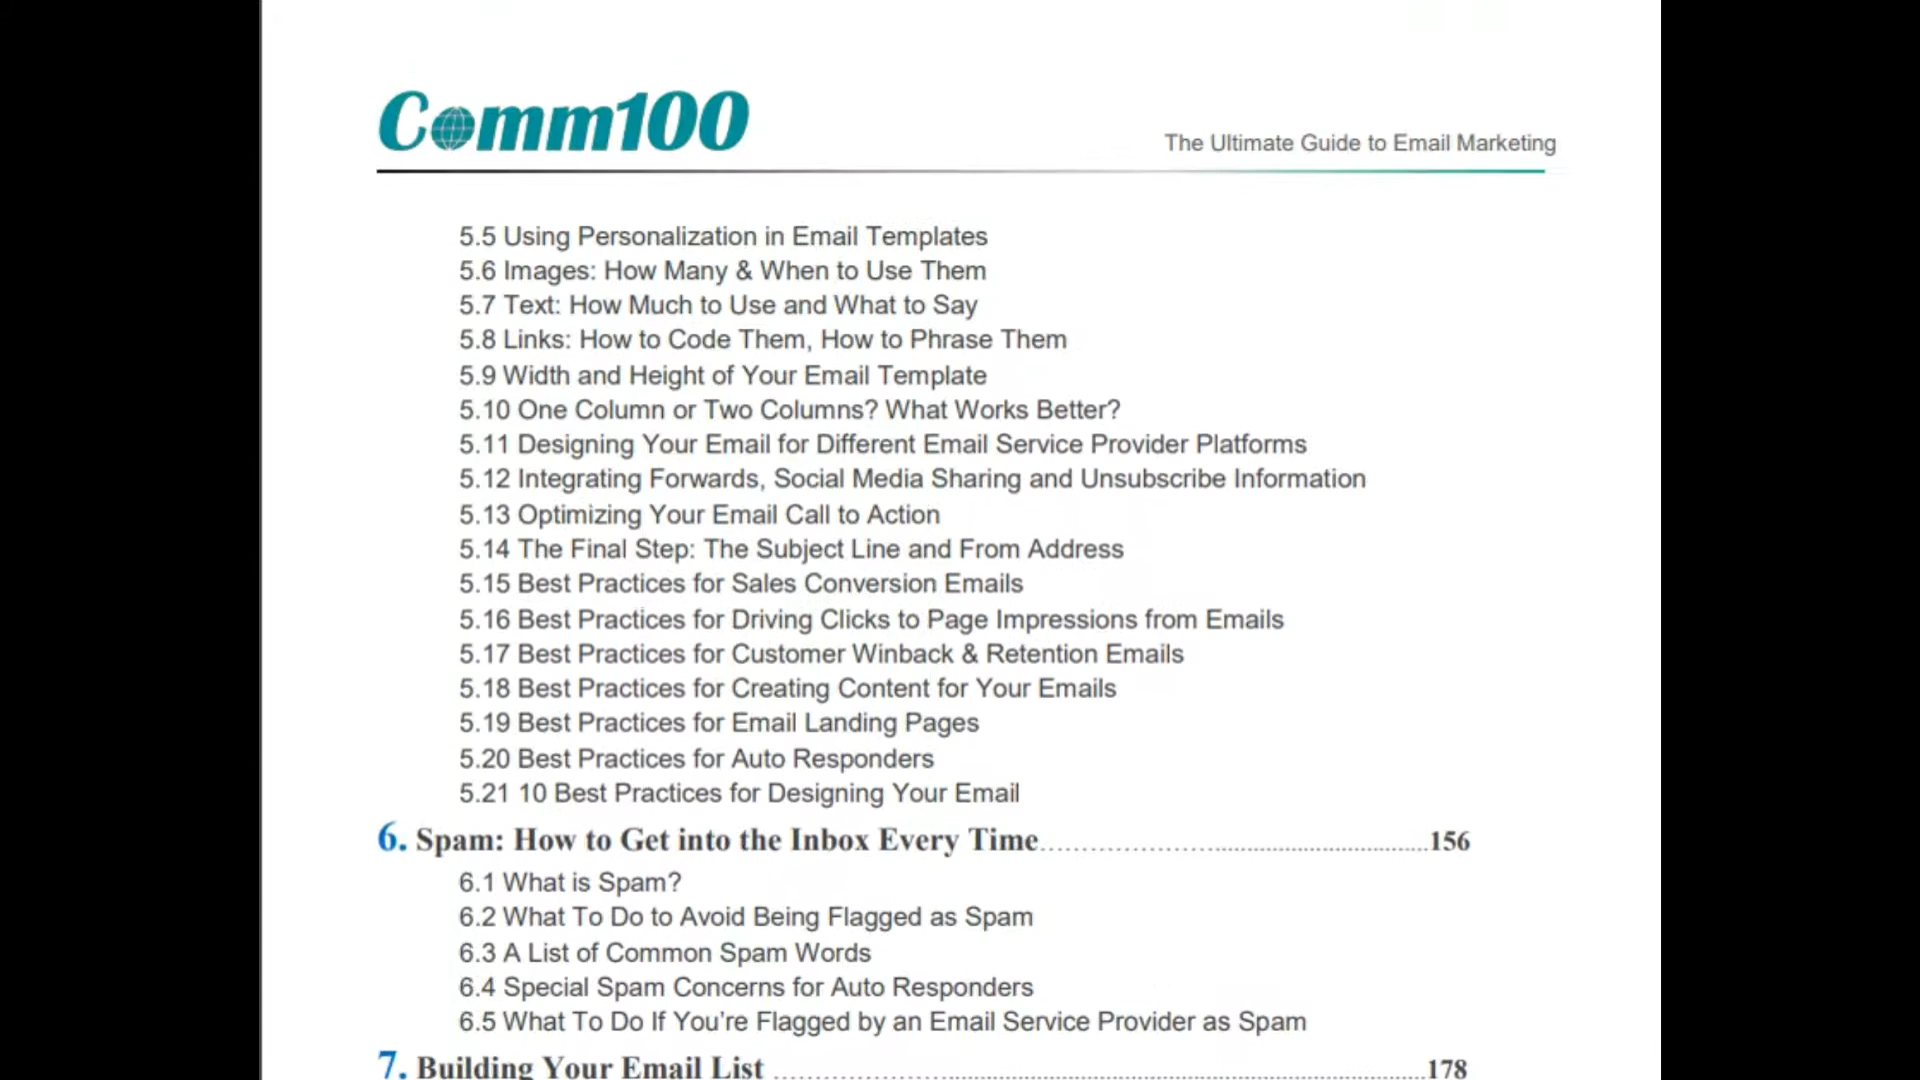 Comm100
The Ultimate Guide to Email Marketing
5.5 Using Personalization in Email Templates
5.6 Images: How Many & When to Use Them
5.7 Text: How Much to Use and What to Say
5.8 Links: How to Code Them, How to Phrase Them
5.9 Width and Height of Your Email Template
5.10 One Column or Two Columns? What Works Better?
5.11 Designing Your Email for Different Email Service Provider Platforms
5.12 Integrating Forwards, Social Media Sharing and Unsubscribe Information
5.13 Optimizing Your Email Call to Action
5.14 The Final Step: The Subject Line and From Address
5.15 Best Practices for Sales Conversion Emails
5.16 Best Practices for Driving Clicks to Page Impressions from Emails
5.17 Best Practices for Customer Winback & Retention Emails
5.18 Best Practices for Creating Content for Your Emails
5.19 Best Practices for Email Landing Pages
5.20 Best Practices for Auto Responders
5.21 10 Best Practices for Designing Your Email
6. Spam: How to Get into the Inbox Every Time 156
6.1 What is Spam?
6.2 What To Do to Avoid Being Flagged as Spam
6.3 A List of Common Spam Words
6.4 Special Spam Concerns for Auto Responders
6.5 What To Do If You’re Flagged by an Email Service Provider as Spam
7. Building Your Email List 178